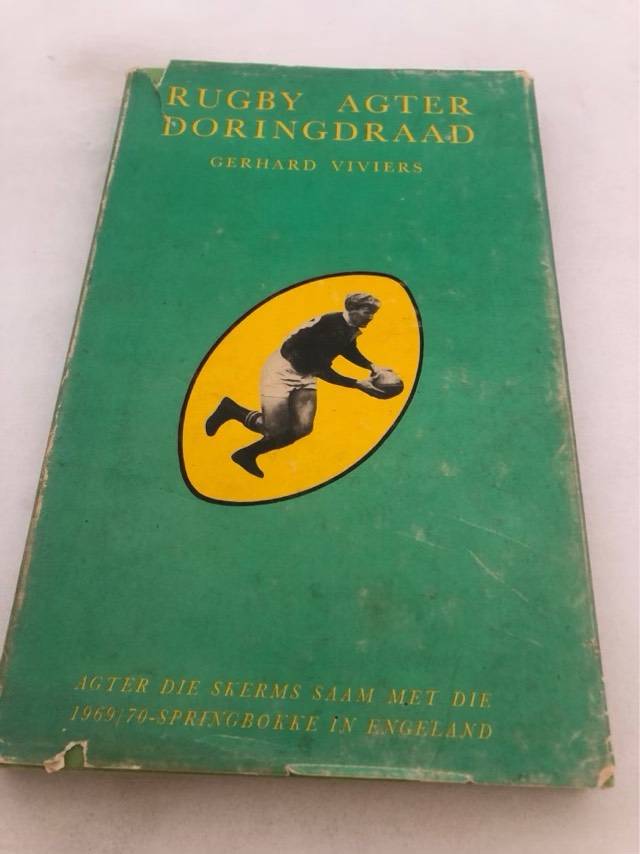 RUGBY AGTER
DORINGDRAAD
GERHARD VIVIERS
AGTER DIE SKERMS SAAM MET DIE
1969/70-SPRINGBOKKE IN ENGELAND